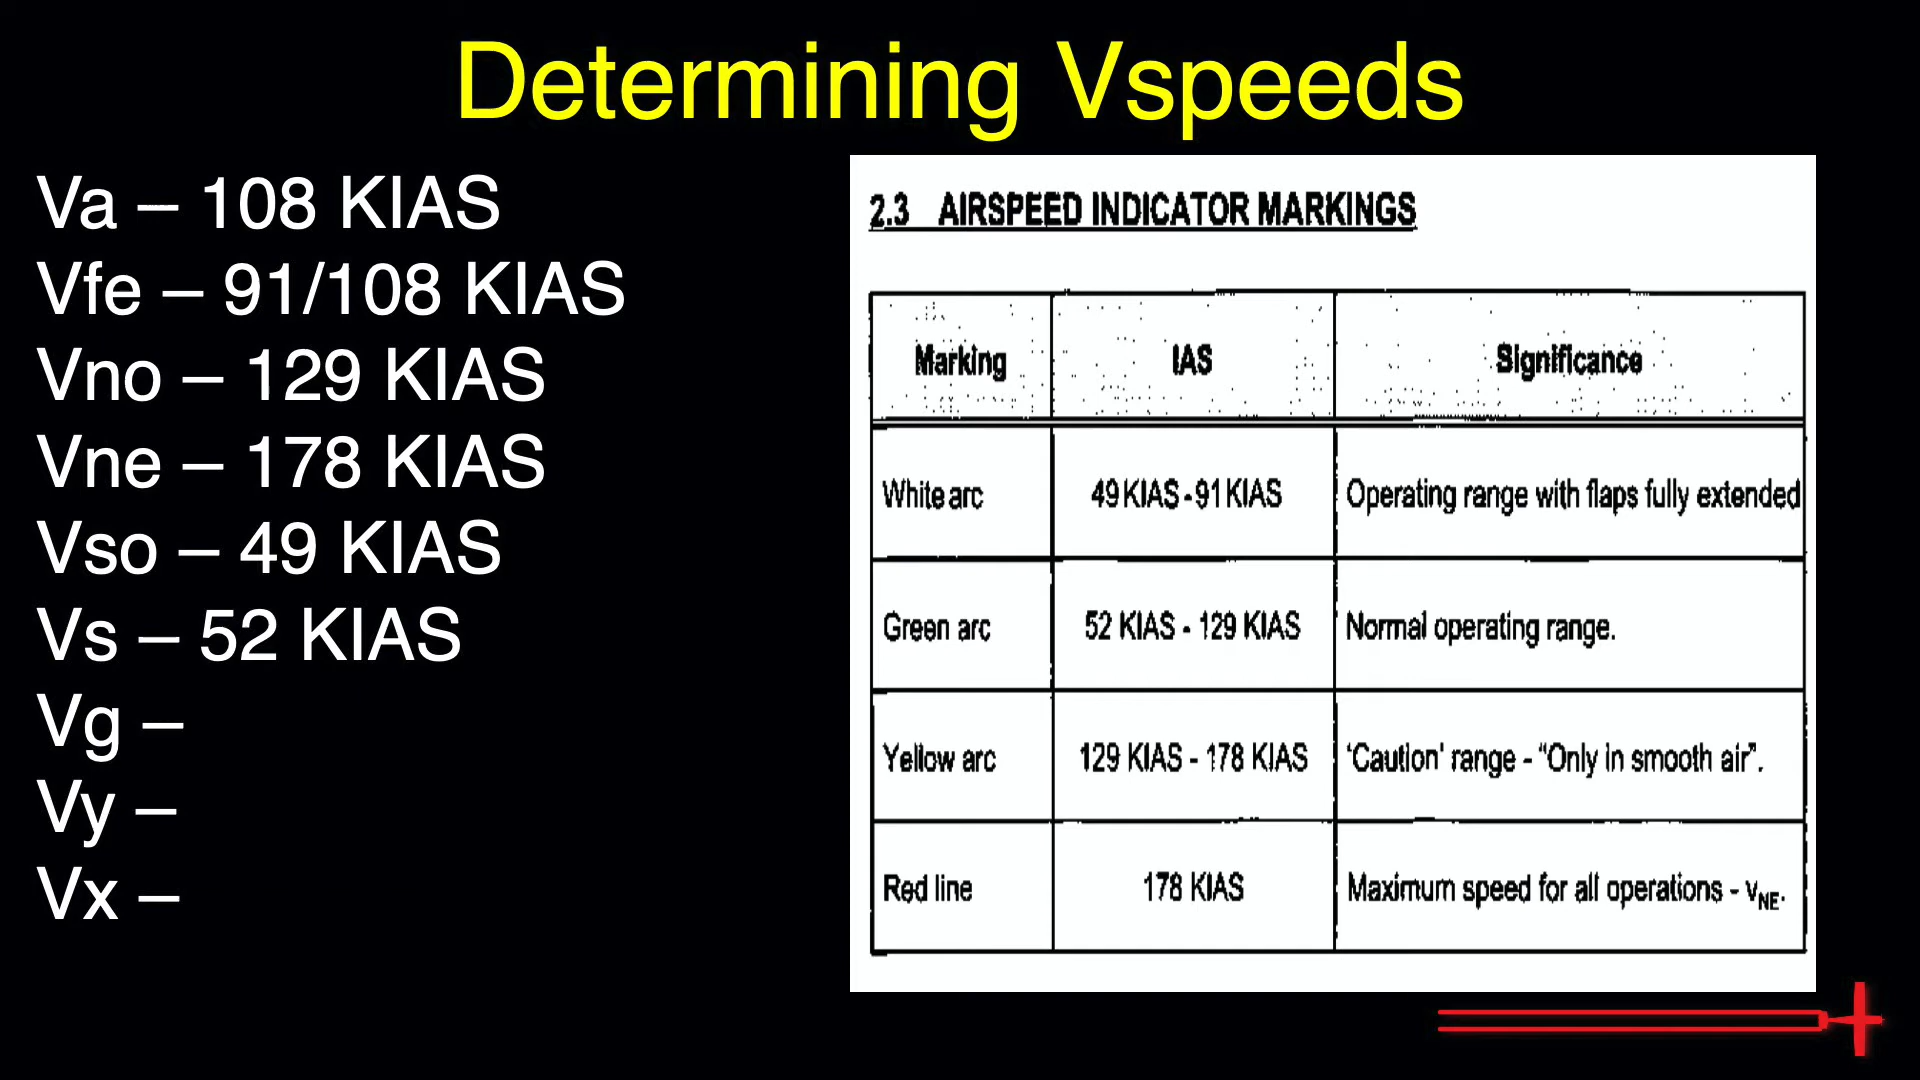 Determining Vspeeds
Va – 108 KIAS
Vfe – 91/108 KIAS
Vno – 129 KIAS
Vne – 178 KIAS
Vso – 49 KIAS
Vs – 52 KIAS
Vg –
Vy –
Vx –
2.3 AIRSPEED INDICATOR MARKINGS
Marking IAS Significance
White arc 49 KIAS - 91 KIAS Operating range with flaps fully extended
Green arc 52 KIAS - 129 KIAS Normal operating range.
Yellow arc 129 KIAS - 178 KIAS 'Caution' range - "Only in smooth air".
Red line 178 KIAS Maximum speed for all operations - vNE.